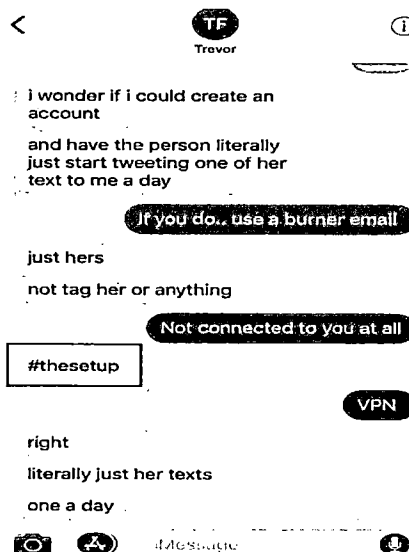 TF
Trevor
i wonder if i could create an
account
and have the person literally
just start tweeting one of her
text to me a day
If you do.. use a burner email
just hers
not tag her or anything
Not connected to you at all
#thesetup
VPN
right
literally just her texts
one a day
iMessage